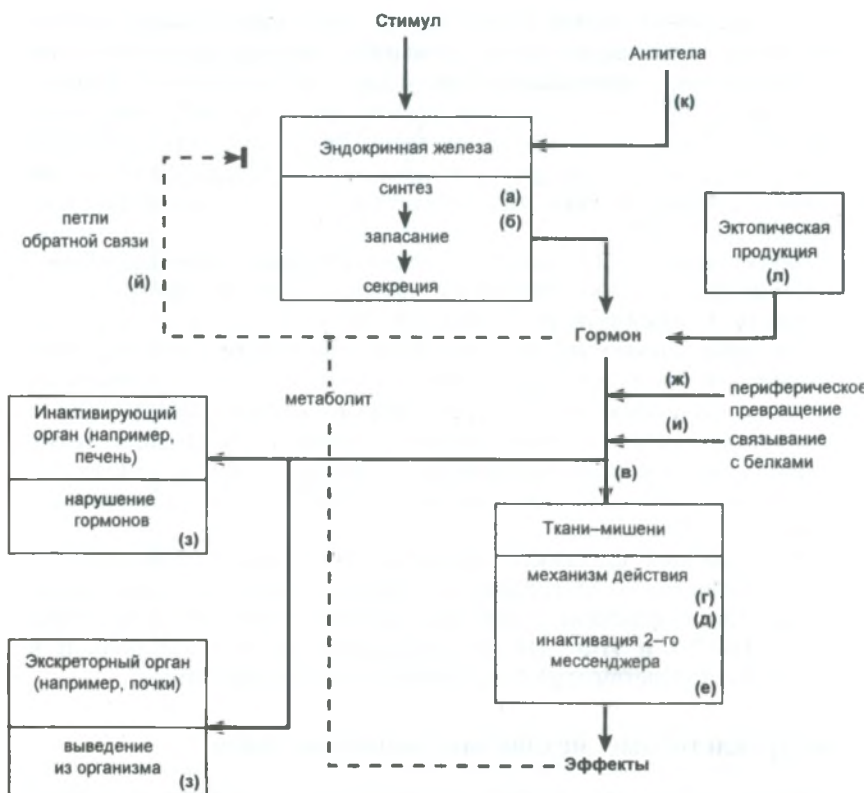 Стимул
Антитела
(к)
Эндокринная железа
синтез
(а)
(б)
запасание
секреция
петли
обратной связи
(й)
Эктопическая
продукция
(л)
Гормон
метаболит
(ж)
периферическое
превращение
(и)
связывание
с белками
(в)
Инактивирующий
орган (например,
печень)
нарушение
гормонов
(з)
Ткани–мишени
механизм действия
(г)
(д)
инактивация 2–го
мессенджера
(е)
Экскреторный орган
(например, почки)
выведение
из организма
(з)
Эффекты